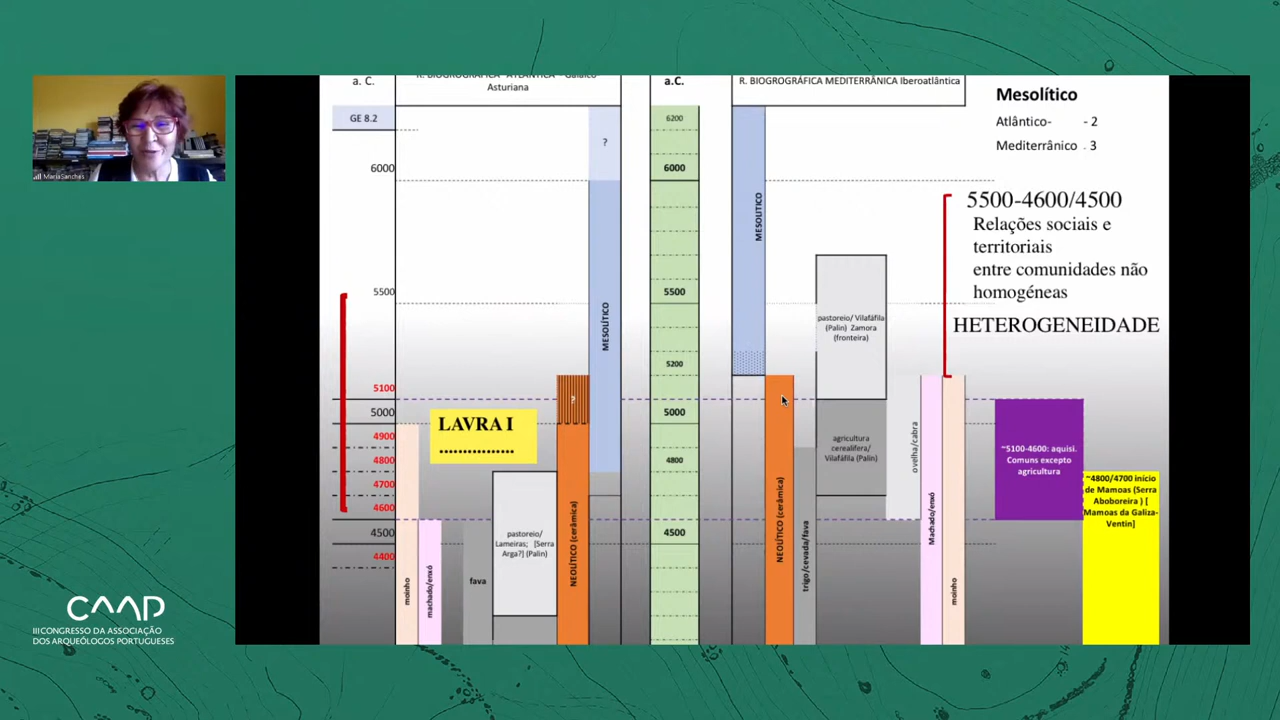 MariaSanches
CAAP
III CONGRESSO DA ASSOCIAÇÃO
DOS ARQUEÓLOGOS PORTUGUESES
a. C.
R. BIOGROGRÁFICA ATLÂNTICA – Galaico
Asturiana
a.C.
R. BIOGROGRÁFICA MEDITERRÂNICA Iberoatlântica
GE 8.2
6000
5500
5100
5000
4900
4800
4700
4600
4500
4400
?
MESOLÍTICO
?
NEOLÍTICO (cerâmica)
LAVRA I
................
pastoreio/
Lameiras; [Serra
Arga?] (Palin)
fava
machado/enxó
moinho
6200
6000
5500
5200
5000
4800
4500
MESOLITICO
NEOLÍTICO (cerâmica)
trigo/cevada/fava
pastoreio/ Vilafáfila
(Palin) Zamora
(fronteira)
agricultura
cerealifera/
Vilafáfila (Palin)
ovelha/cabra
Machado/enxó
moinho
Mesolítico
Atlântico- - 2
Mediterrânico . 3
5500-4600/4500
Relações sociais e
territoriais
entre comunidades não
homogéneas
HETEROGENEIDADE
~5100-4600: aquisi.
Comuns excepto
agricultura
~4800/4700 início
de Mamoas (Serra
Aboboreira ) [
Mamoas da Galiza-
Ventin]